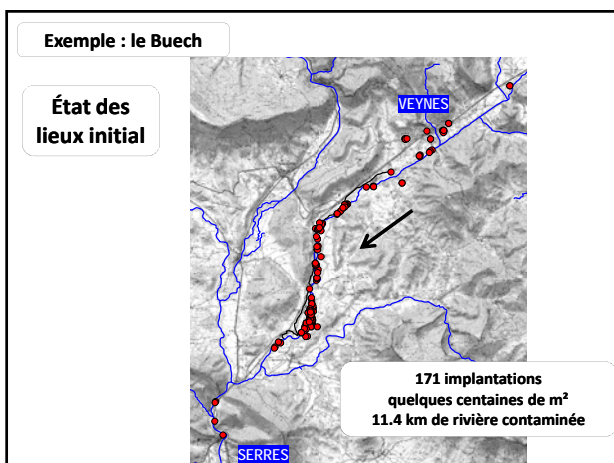 Exemple : le Buech
État des
lieux initial
VEYNES
171 implantations
quelques centaines de m²
11.4 km de rivière contaminée
SERRES